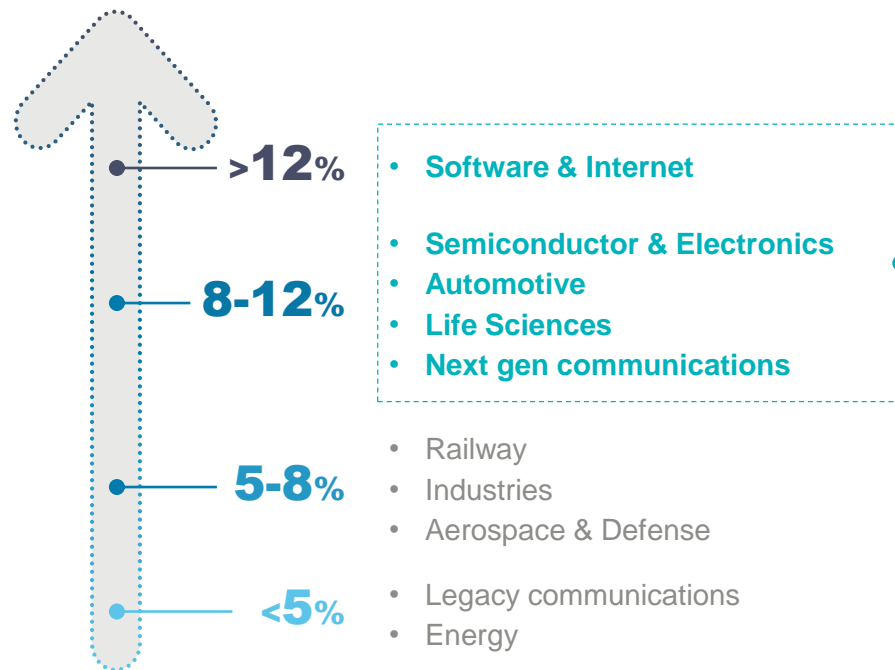 >12%
• Software & Internet
• Semiconductor & Electronics
8-12%
• Automotive
• Life Sciences
• Next gen communications
5-8%
• Railway
• Industries
• Aerospace & Defense
<5%
• Legacy communications
• Energy